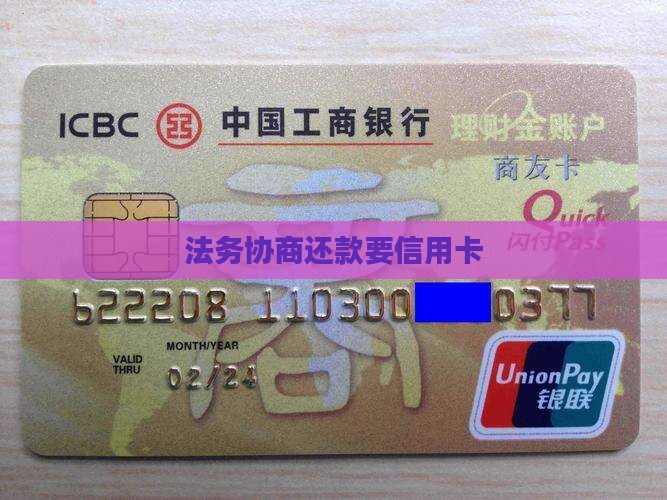 ICBC 中国工商银行 理财金账户
商友卡
Quick
闪付Pass
法务协商还款要信用卡
622208 110300 0377
MONTH/YEAR
VALID
THRU
02/24
UnionPay
银联